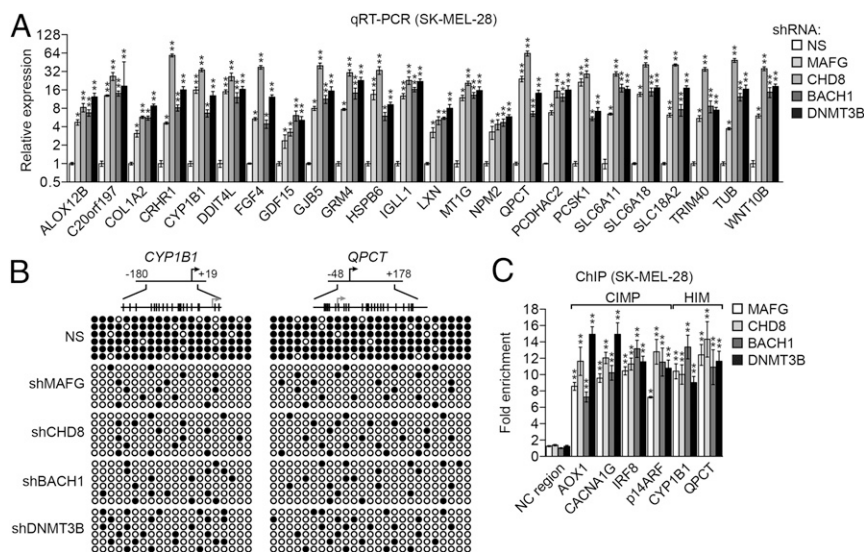 A
qRT-PCR (SK-MEL-28)
shRNA:
NS
MAFG
CHD8
BACH1
DNMT3B
Relative expression
128
64
32
16
8
4
2
1
0.5
ALOX12B
C20orf197
COL1A2
CRHR1
CYP1B1
DDIT4L
FGF4
GDF15
GJB5
GRM4
HSPB6
IGLL1
LXN
MT1G
NPM2
QPCT
PCDHAC2
PCSK1
SLC6A11
SLC6A18
SLC18A2
TRIM40
TUB
WNT10B
B
CYP1B1
-180
+19
QPCT
-48
+178
NS
shMAFG
shCHD8
shBACH1
shDNMT3B
C
ChIP (SK-MEL-28)
CIMP
HIM
MAFG
CHD8
BACH1
DNMT3B
Fold enrichment
18
16
14
12
10
8
6
4
2
0
NC region
AOX1
CACNA1G
IRF8
p14ARF
CYP1B1
QPCT